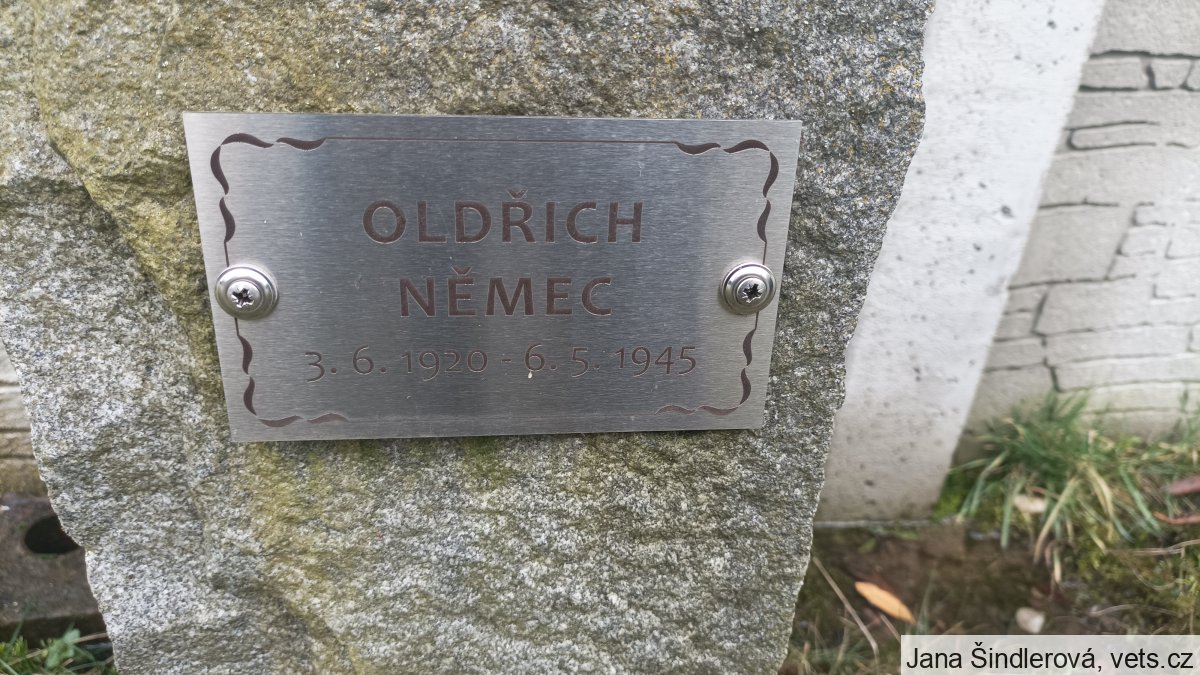 OLDŘICH
NĚMEC
3. 6. 1920 - 6. 5. 1945
Jana Šindlerová, vets.cz